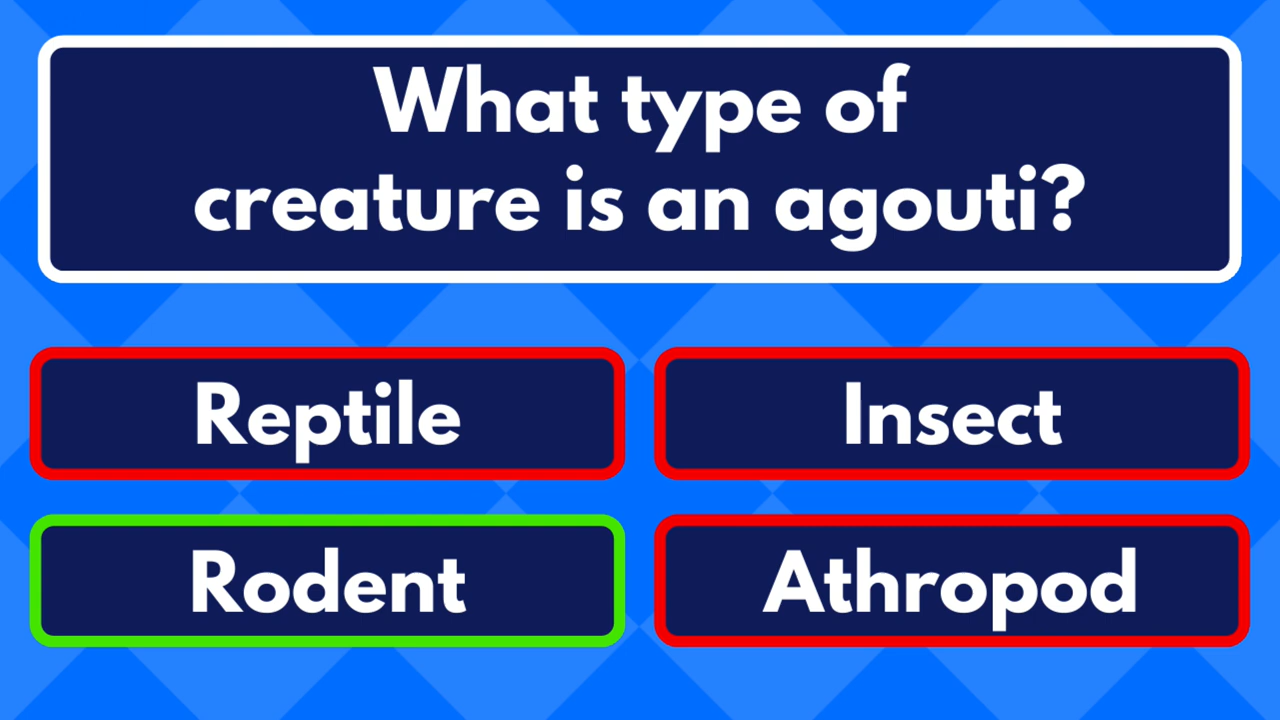 What type of
creature is an agouti?
Reptile
Insect
Rodent
Athropod